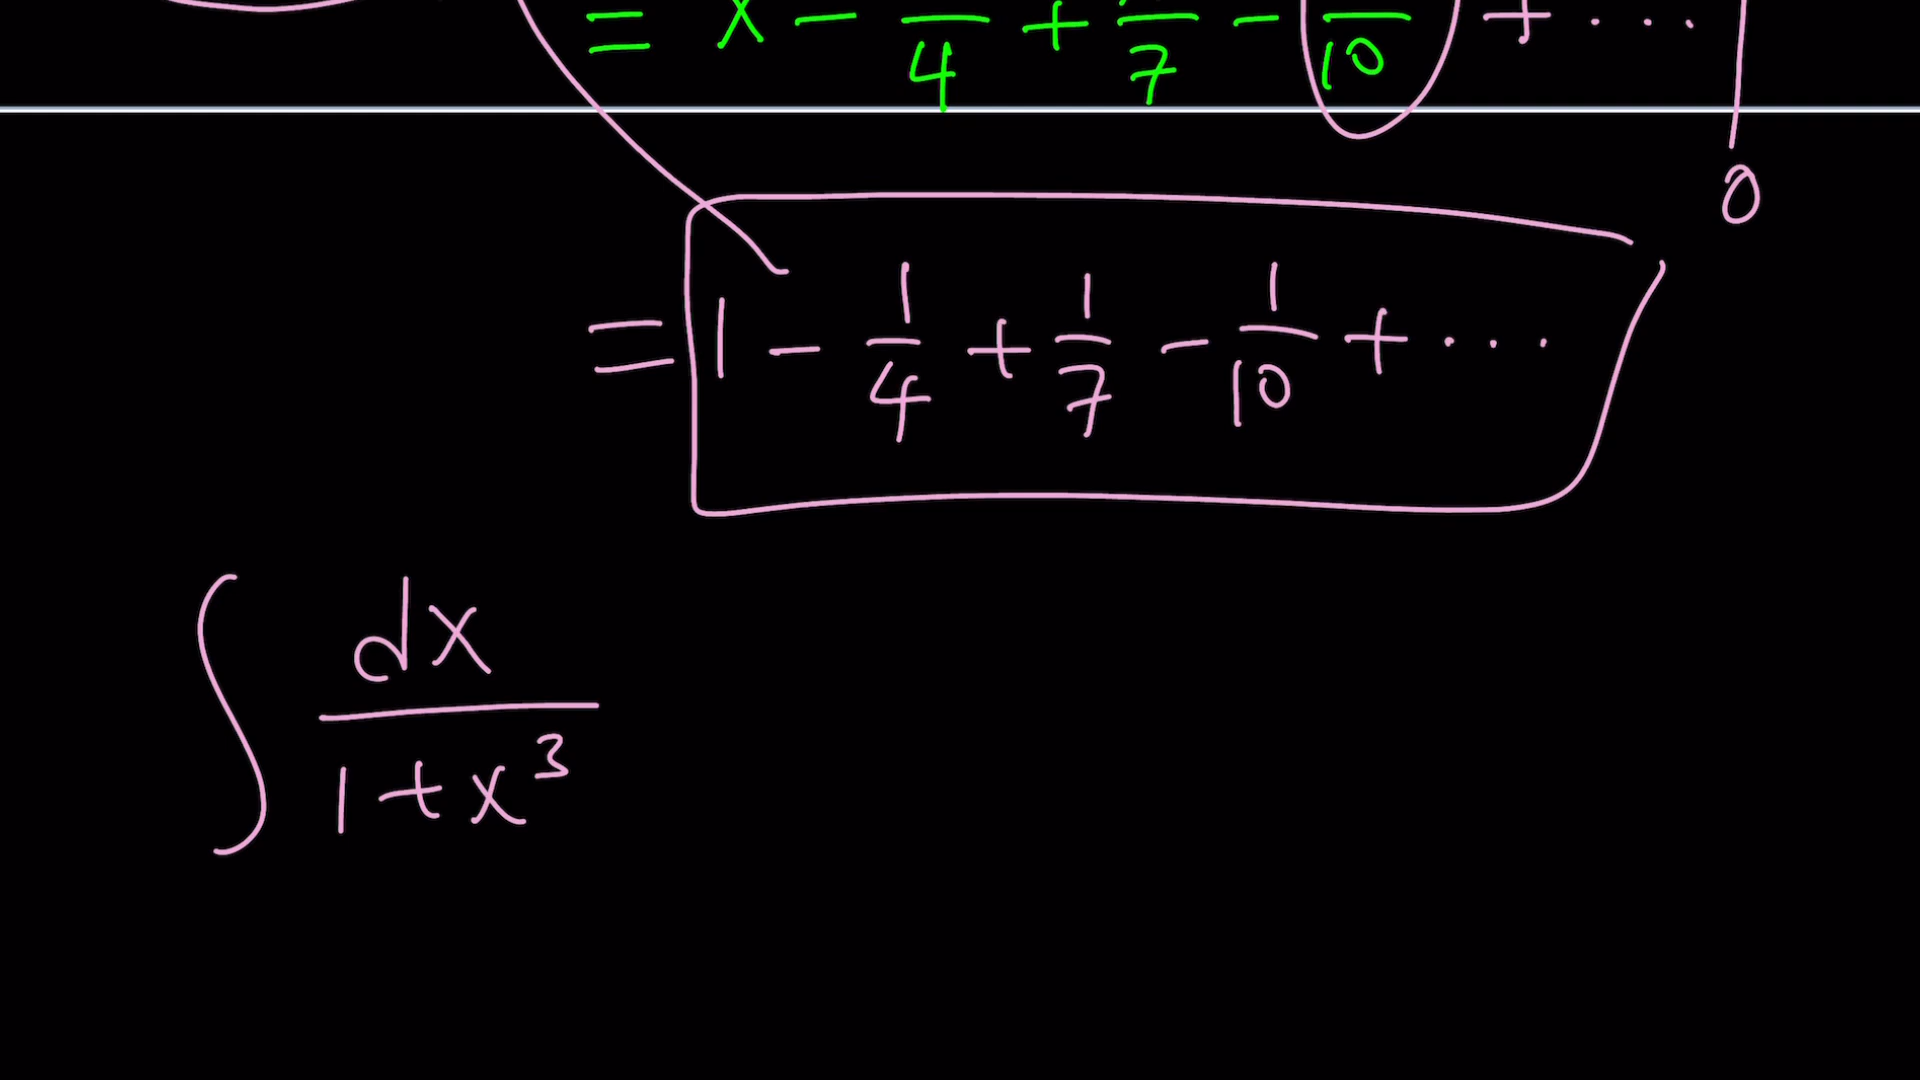 = x - — + — - — + ...
4 7 10
0
= 1 - 1/4 + 1/7 - 1/10 + ...
∫ dx/(1+x³)